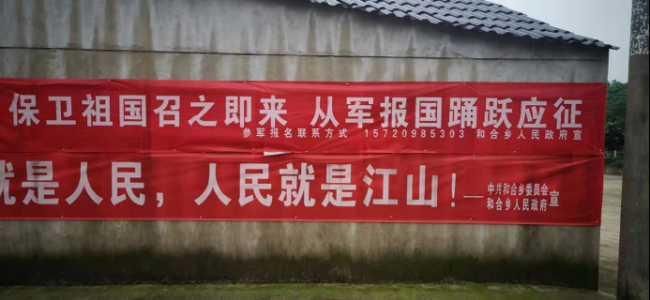 保卫祖国召之即来 从军报国踊跃应征
参军报名联系方式 15720985303 和合乡人民政府宣
就是人民，人民就是江山！——中共和合乡委员会
和合乡人民政府 宣